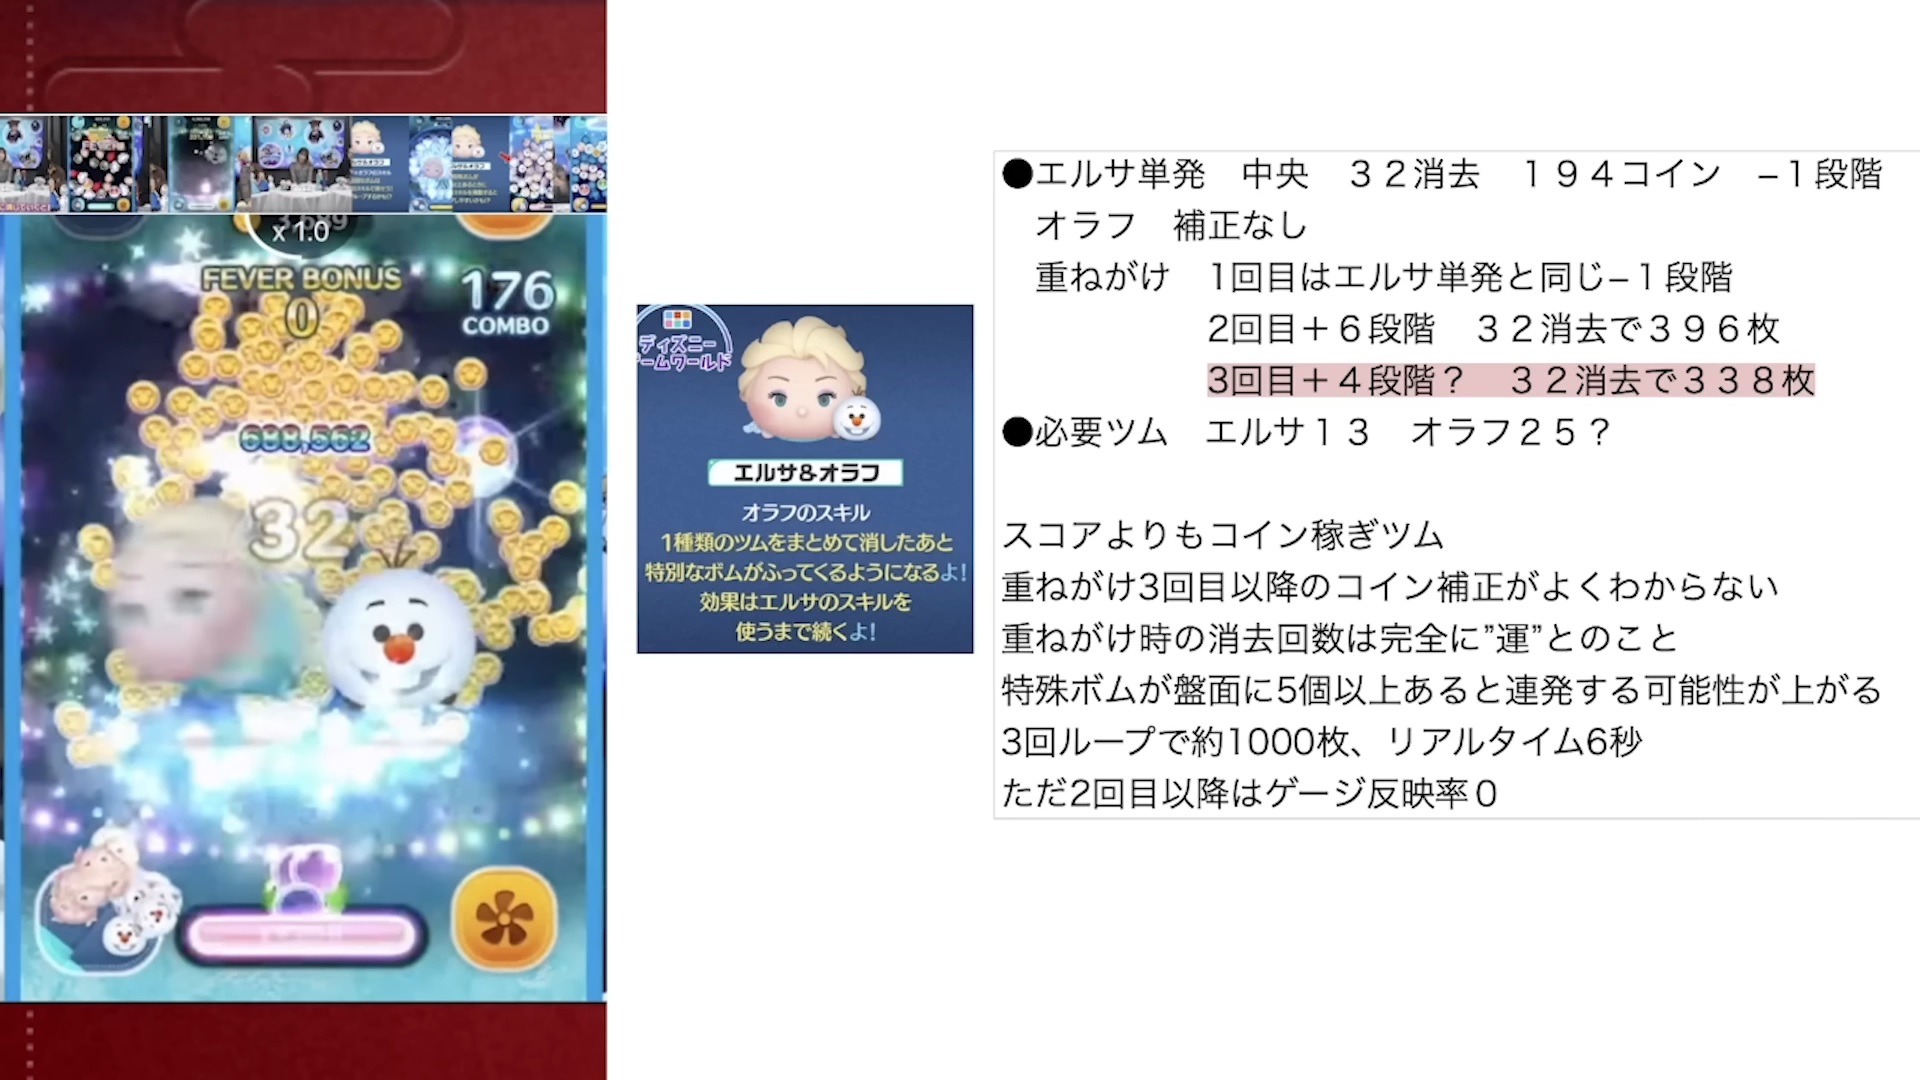 x 1.0
FEVER BONUS
0
176
COMBO
688,562
32
ディズニー
ームワールド
エルサ&オラフ
オラフのスキル
1種類のツムをまとめて消したあと
特別なボムがふってくるようになるよ!
効果はエルサのスキルを
使うまで続くよ!
●エルサ単発　中央　３２消去　１９４コイン　−１段階
オラフ　補正なし
重ねがけ　1回目はエルサ単発と同じ−１段階
2回目＋６段階　３２消去で３９６枚
3回目＋４段階？　３２消去で３３８枚
●必要ツム　エルサ１３　オラフ２５？
スコアよりもコイン稼ぎツム
重ねがけ3回目以降のコイン補正がよくわからない
重ねがけ時の消去回数は完全に”運”とのこと
特殊ボムが盤面に5個以上あると連発する可能性が上がる
3回ループで約1000枚、リアルタイム6秒
ただ2回目以降はゲージ反映率０